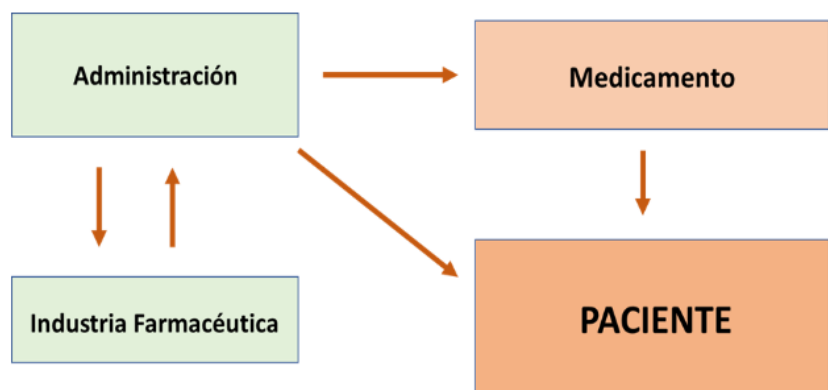 Administración
Medicamento
Industria Farmacéutica
PACIENTE